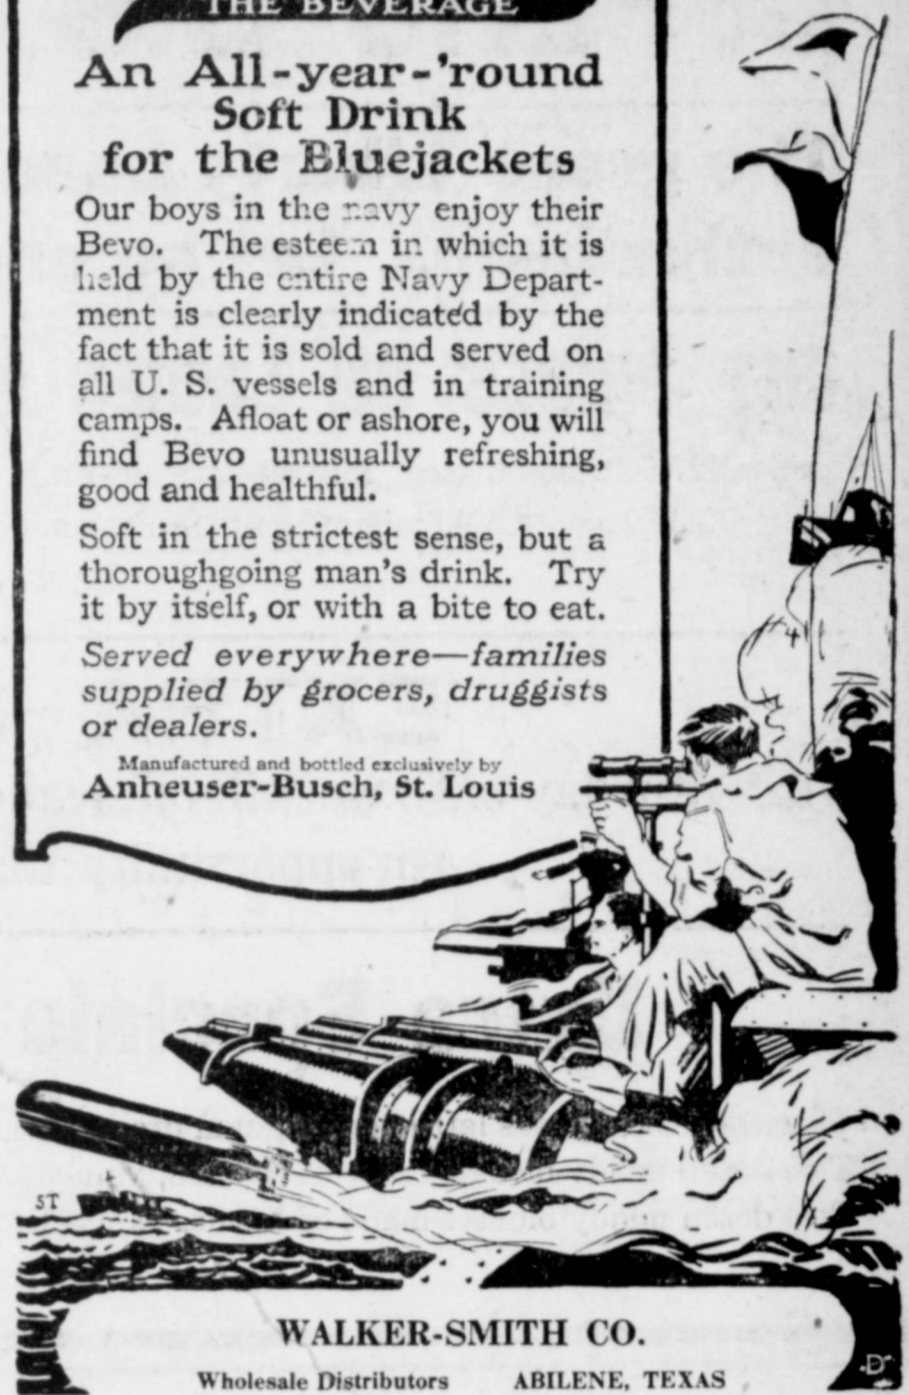 THE BEVERAGE
An All-year-'round
Soft Drink
for the Bluejackets
Our boys in the navy enjoy their
Bevo. The esteem in which it is
held by the entire Navy Depart-
ment is clearly indicated by the
fact that it is sold and served on
all U. S. vessels and in training
camps. Afloat or ashore, you will
find Bevo unusually refreshing,
good and healthful.
Soft in the strictest sense, but a
thoroughgoing man's drink. Try
it by itself, or with a bite to eat.
Served everywhere—families
supplied by grocers, druggists
or dealers.
Manufactured and bottled exclusively by
Anheuser-Busch, St. Louis
ST
WALKER-SMITH CO.
D
Wholesale Distributors ABILENE, TEXAS